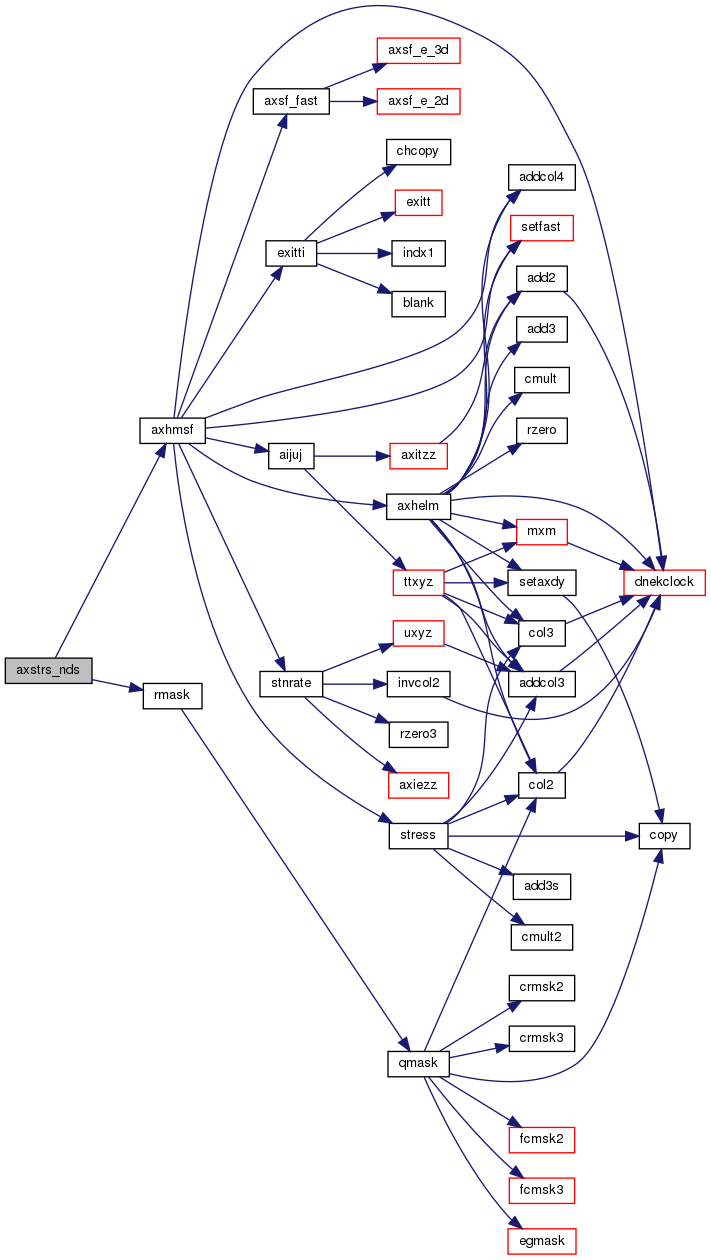 axsf_e_3d
axsf_fast
axsf_e_2d
chcopy
addcol4
exitt
setfast
exitti
indx1
add2
blank
add3
cmult
axhmsf
rzero
aijuj
axitzz
axhelm
mxm
ttxyz
setaxdy
dnekclock
uxyz
col3
axstrs_nds
stnrate
invcol2
addcol3
rmask
rzero3
axiezz
col2
stress
copy
add3s
cmult2
crmsk2
crmsk3
qmask
fcmsk2
fcmsk3
egmask